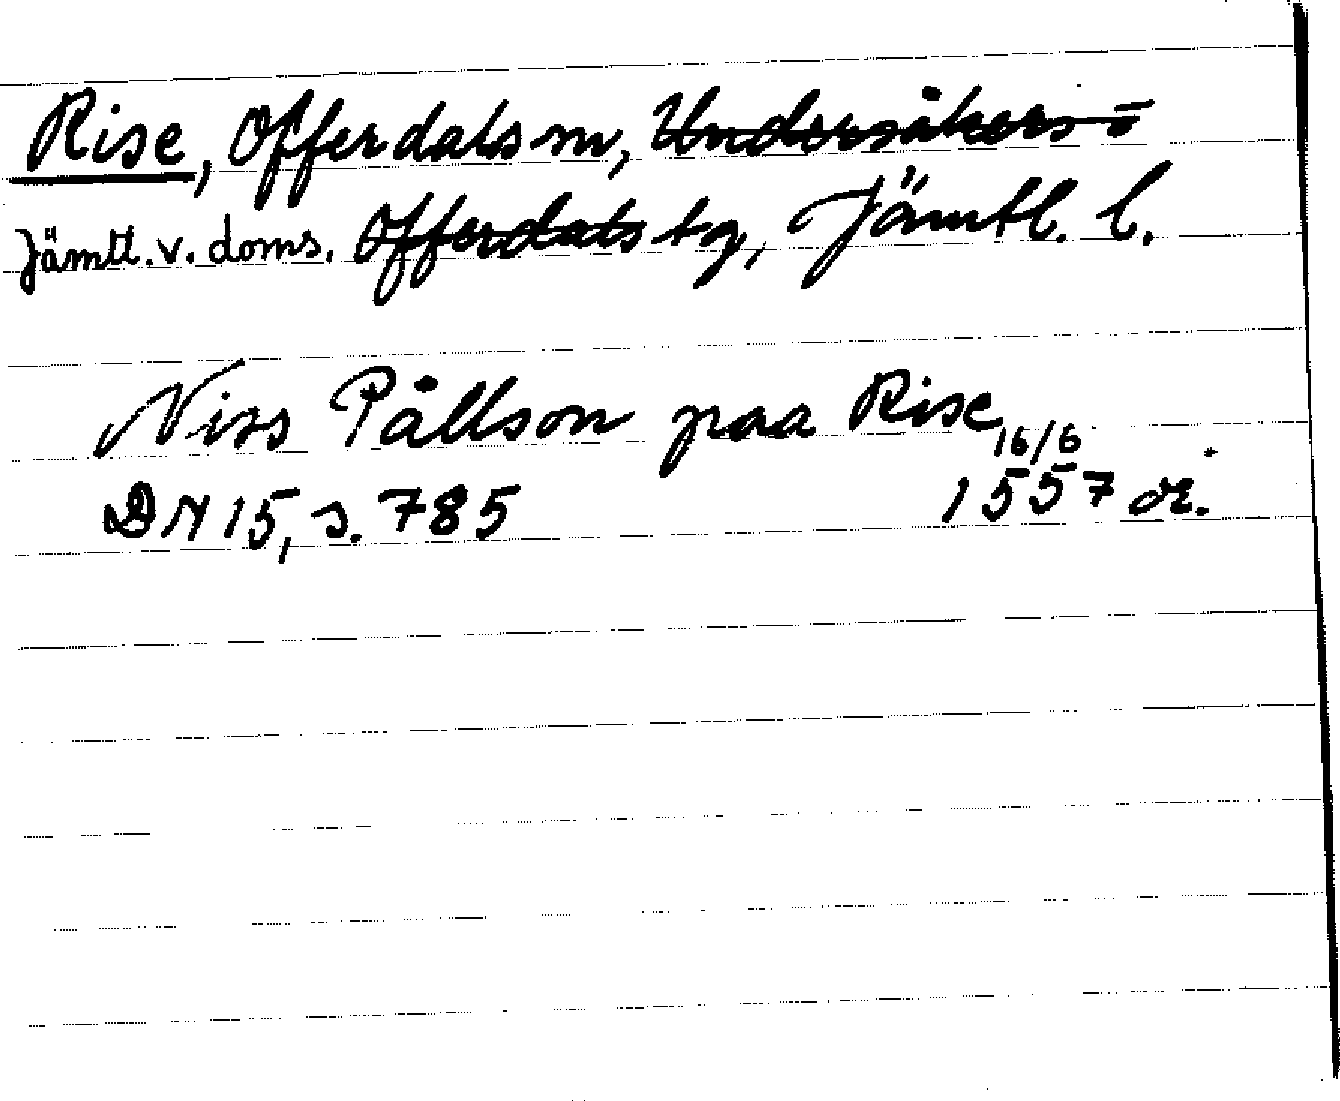 Rise, Offerdals sn, Undersåkers o
Jämtl. v. doms. Offerdals tg, Jämtl. l.
Niss Pållson paa Rise
16/6
DN 15, s. 785 1557 or.